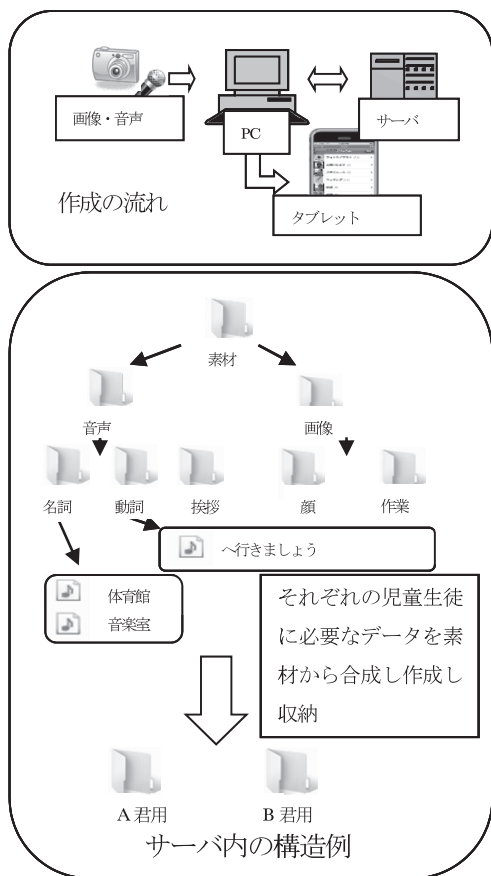 画像・音声
PC
サーバ
タブレット
作成の流れ
素材
音声
画像
名詞
動詞
挨拶
顔
作業
へ行きましょう
体育館
音楽室
それぞれの児童生徒
に必要なデータを素
材から合成し作成し
収納
A 君用
B 君用
サーバ内の構造例